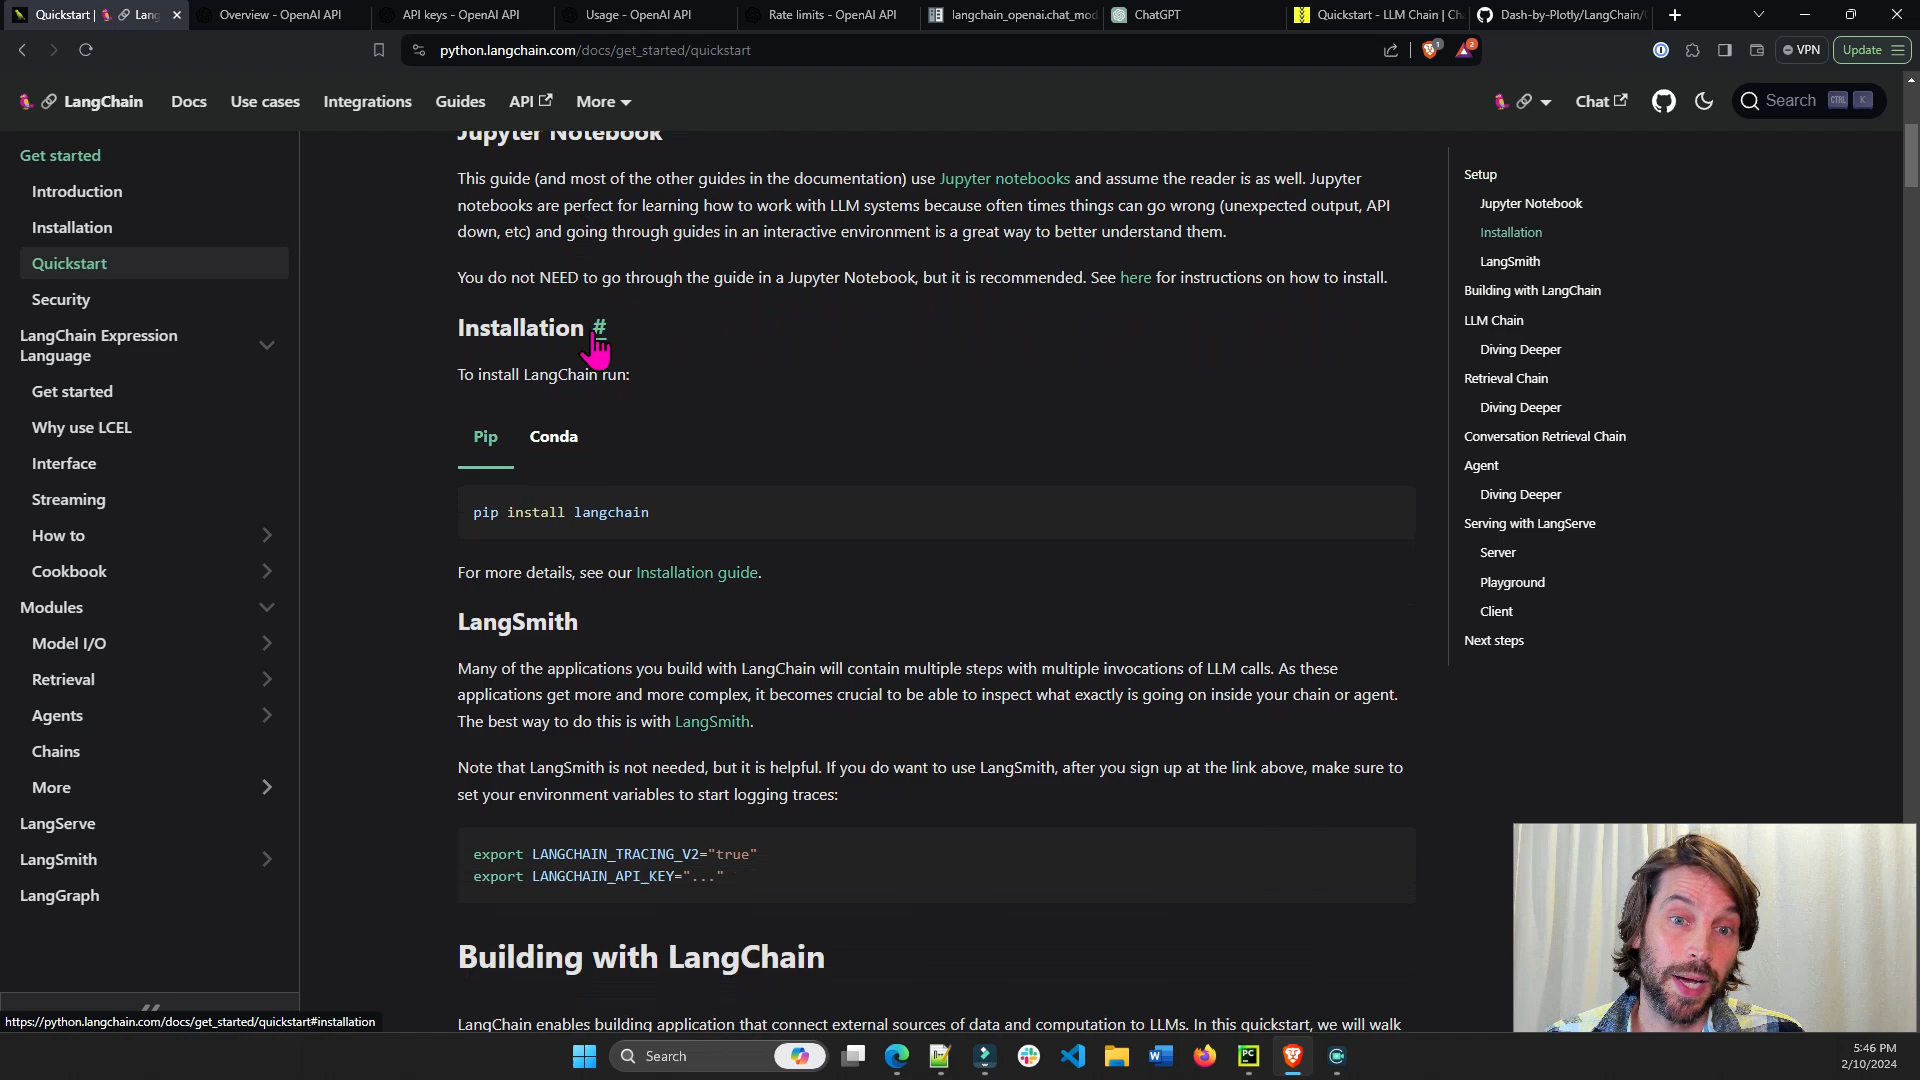 Quickstart | Lang
Overview - OpenAI API
API keys - OpenAI API
Usage - OpenAI API
Rate limits - OpenAI API
langchain_openai.chat_mod
ChatGPT
Quickstart - LLM Chain | Ch
Dash-by-Plotly/LangChain/
python.langchain.com/docs/get_started/quickstart
1
2
VPN
Update
LangChain
Docs
Use cases
Integrations
Guides
API
More
Chat
Search
CTRL
K
Get started
Introduction
Installation
Quickstart
Security
LangChain Expression
Language
Get started
Why use LCEL
Interface
Streaming
How to
Cookbook
Modules
Model I/O
Retrieval
Agents
Chains
More
LangServe
LangSmith
LangGraph
https://python.langchain.com/docs/get_started/quickstart#installation
Jupyter Notebook
This guide (and most of the other guides in the documentation) use Jupyter notebooks and assume the reader is as well. Jupyter
notebooks are perfect for learning how to work with LLM systems because often times things can go wrong (unexpected output, API
down, etc) and going through guides in an interactive environment is a great way to better understand them.
You do not NEED to go through the guide in a Jupyter Notebook, but it is recommended. See here for instructions on how to install.
Installation #
To install LangChain run:
Pip
Conda
pip install langchain
For more details, see our Installation guide.
LangSmith
Many of the applications you build with LangChain will contain multiple steps with multiple invocations of LLM calls. As these
applications get more and more complex, it becomes crucial to be able to inspect what exactly is going on inside your chain or agent.
The best way to do this is with LangSmith.
Note that LangSmith is not needed, but it is helpful. If you do want to use LangSmith, after you sign up at the link above, make sure to
set your environment variables to start logging traces:
export LANGCHAIN_TRACING_V2="true"
export LANGCHAIN_API_KEY="..."
Building with LangChain
LangChain enables building application that connect external sources of data and computation to LLMs. In this quickstart, we will walk
Setup
Jupyter Notebook
Installation
LangSmith
Building with LangChain
LLM Chain
Diving Deeper
Retrieval Chain
Diving Deeper
Conversation Retrieval Chain
Agent
Diving Deeper
Serving with LangServe
Server
Playground
Client
Next steps
Search
PC
5:46 PM
2/10/2024